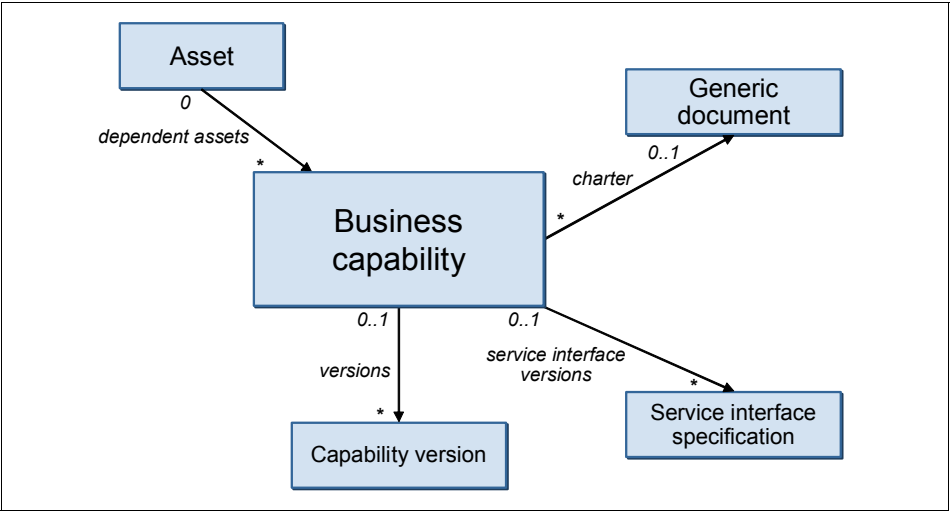 Asset
0
dependent assets
*
Generic
document
0..1
charter
*
Business
capability
0..1
0..1
versions
service interface
versions
*
*
Capability version
Service interface
specification